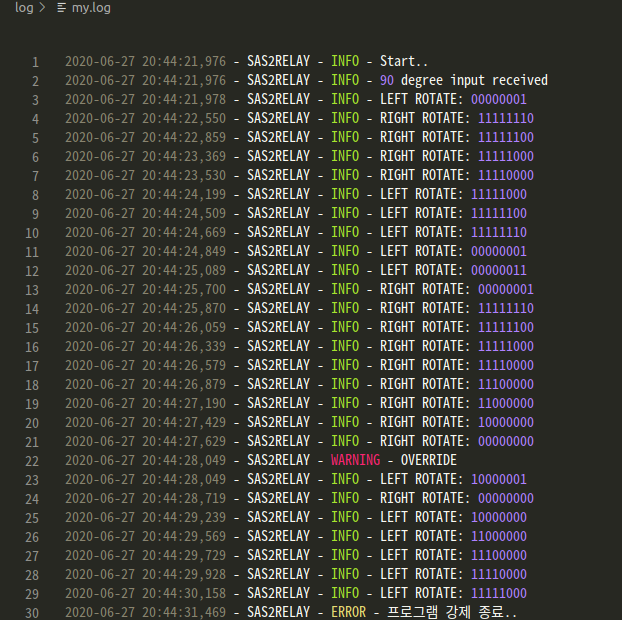 log > my.log
1 2020-06-27 20:44:21,976 - SAS2RELAY - INFO - Start..
2 2020-06-27 20:44:21,976 - SAS2RELAY - INFO - 90 degree input received
3 2020-06-27 20:44:21,978 - SAS2RELAY - INFO - LEFT ROTATE: 00000001
4 2020-06-27 20:44:22,550 - SAS2RELAY - INFO - RIGHT ROTATE: 11111110
5 2020-06-27 20:44:22,859 - SAS2RELAY - INFO - RIGHT ROTATE: 11111100
6 2020-06-27 20:44:23,369 - SAS2RELAY - INFO - RIGHT ROTATE: 11111000
7 2020-06-27 20:44:23,530 - SAS2RELAY - INFO - RIGHT ROTATE: 11110000
8 2020-06-27 20:44:24,199 - SAS2RELAY - INFO - LEFT ROTATE: 11111000
9 2020-06-27 20:44:24,509 - SAS2RELAY - INFO - LEFT ROTATE: 11111100
10 2020-06-27 20:44:24,669 - SAS2RELAY - INFO - LEFT ROTATE: 11111110
11 2020-06-27 20:44:24,849 - SAS2RELAY - INFO - LEFT ROTATE: 00000001
12 2020-06-27 20:44:25,089 - SAS2RELAY - INFO - LEFT ROTATE: 00000011
13 2020-06-27 20:44:25,700 - SAS2RELAY - INFO - RIGHT ROTATE: 00000001
14 2020-06-27 20:44:25,870 - SAS2RELAY - INFO - RIGHT ROTATE: 11111110
15 2020-06-27 20:44:26,059 - SAS2RELAY - INFO - RIGHT ROTATE: 11111100
16 2020-06-27 20:44:26,339 - SAS2RELAY - INFO - RIGHT ROTATE: 11111000
17 2020-06-27 20:44:26,579 - SAS2RELAY - INFO - RIGHT ROTATE: 11110000
18 2020-06-27 20:44:26,879 - SAS2RELAY - INFO - RIGHT ROTATE: 11100000
19 2020-06-27 20:44:27,190 - SAS2RELAY - INFO - RIGHT ROTATE: 11000000
20 2020-06-27 20:44:27,429 - SAS2RELAY - INFO - RIGHT ROTATE: 10000000
21 2020-06-27 20:44:27,629 - SAS2RELAY - INFO - RIGHT ROTATE: 00000000
22 2020-06-27 20:44:28,049 - SAS2RELAY - WARNING - OVERRIDE
23 2020-06-27 20:44:28,049 - SAS2RELAY - INFO - LEFT ROTATE: 10000001
24 2020-06-27 20:44:28,719 - SAS2RELAY - INFO - RIGHT ROTATE: 00000000
25 2020-06-27 20:44:29,239 - SAS2RELAY - INFO - LEFT ROTATE: 10000000
26 2020-06-27 20:44:29,569 - SAS2RELAY - INFO - LEFT ROTATE: 11000000
27 2020-06-27 20:44:29,729 - SAS2RELAY - INFO - LEFT ROTATE: 11100000
28 2020-06-27 20:44:29,928 - SAS2RELAY - INFO - LEFT ROTATE: 11110000
29 2020-06-27 20:44:30,158 - SAS2RELAY - INFO - LEFT ROTATE: 11111000
30 2020-06-27 20:44:31,469 - SAS2RELAY - ERROR - 프로그램 강제 종료..